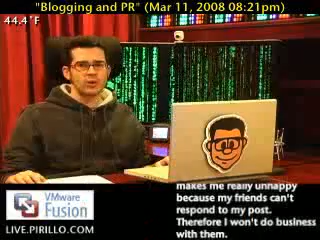 "Blogging and PR" (Mar 11, 2008 08:21pm)
44.4°F
VMware
Fusion
LIVE.PIRILLO.COM
makes me really unhappy
because my friends can't
respond to my post.
Therefore I won't do business
with them.